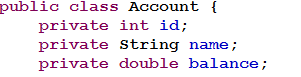 public class Account {
    private int id;
    private String name;
    private double balance;